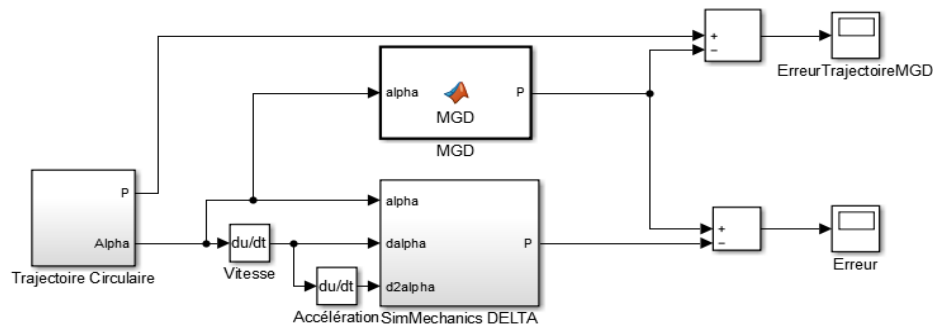 +
−
ErreurTrajectoireMGD
alpha
MGD
P
MGD
P
Alpha
Trajectoire Circulaire
du/dt
Vitesse
du/dt
Accélération
alpha
dalpha
d2alpha
P
SimMechanics DELTA
+
−
Erreur